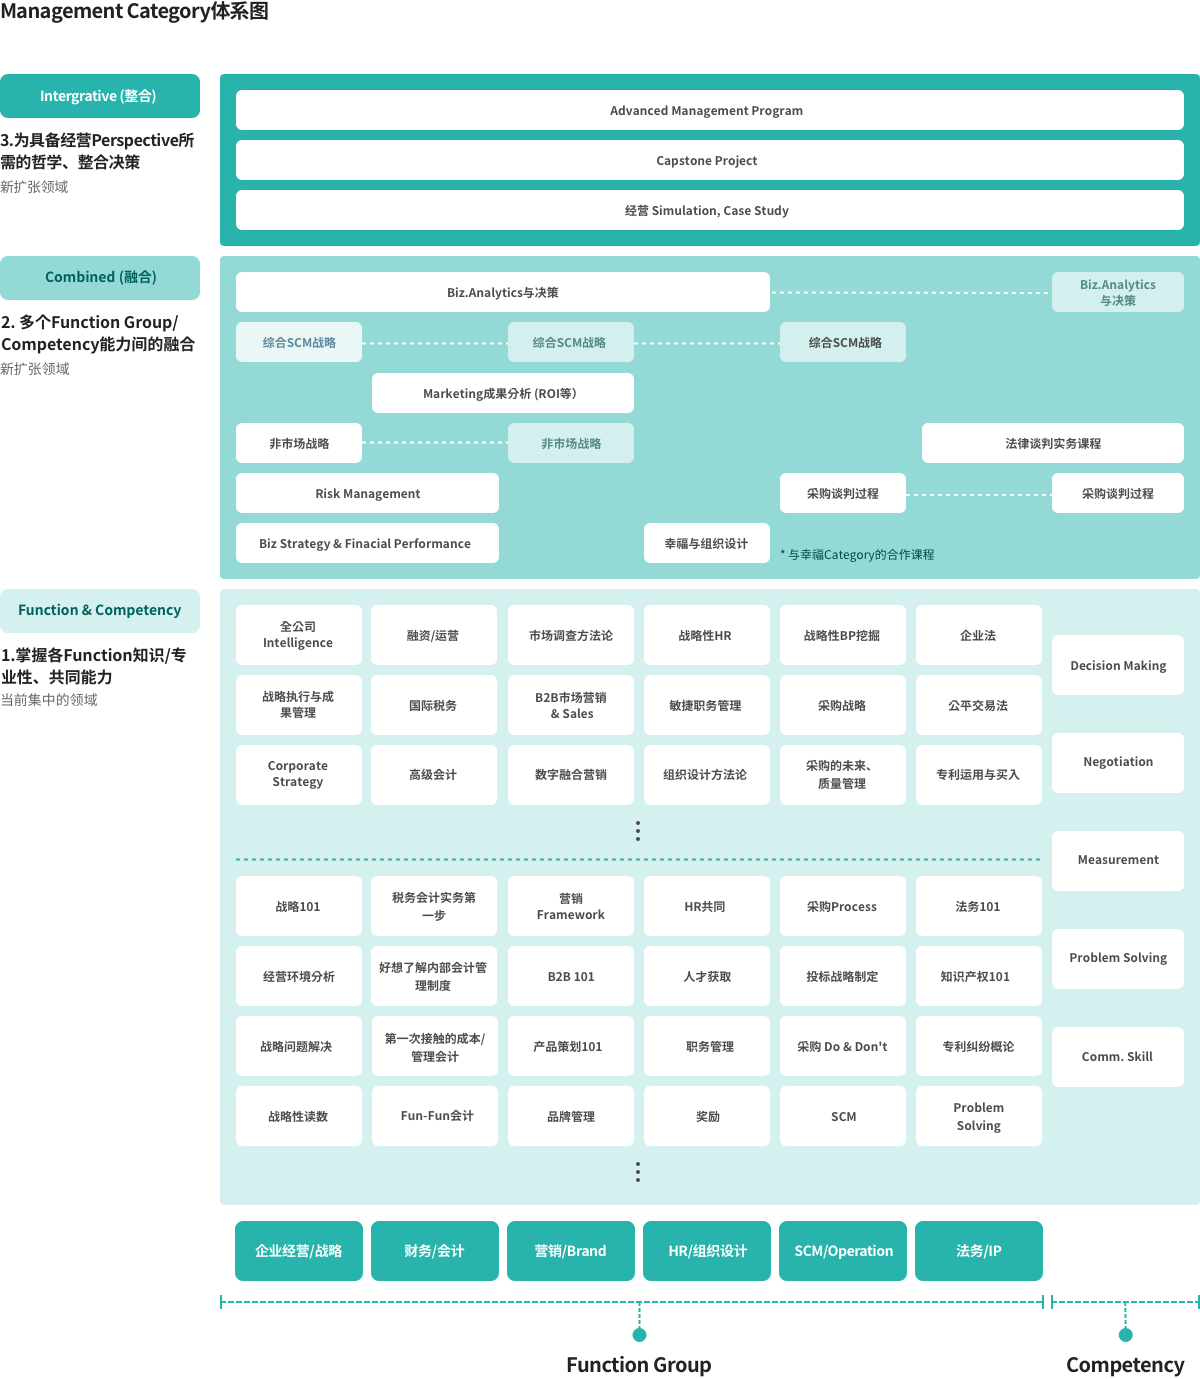 Management Category体系图
Intergrative (整合)
3.为具备经营Perspective所
需的哲学、整合决策
新扩张领域
Advanced Management Program
Capstone Project
经营 Simulation, Case Study
Combined (融合)
2. 多个Function Group/
Competency能力间的融合
新扩张领域
Biz.Analytics与决策
Biz.Analytics
与决策
综合SCM战略
综合SCM战略
综合SCM战略
Marketing成果分析 (ROI等）
非市场战略
非市场战略
法律谈判实务课程
Risk Management
采购谈判过程
采购谈判过程
Biz Strategy & Finacial Performance
幸福与组织设计
* 与幸福Category的合作课程
Function & Competency
1.掌握各Function知识/专
业性、共同能力
当前集中的领域
全公司
Intelligence
融资/运营
市场调查方法论
战略性HR
战略性BP挖掘
企业法
战略执行与成
果管理
国际税务
B2B市场营销
& Sales
敏捷职务管理
采购战略
公平交易法
Corporate
Strategy
高级会计
数字融合营销
组织设计方法论
采购的未来、
质量管理
专利运用与买入
战略101
税务会计实务第
一步
营销
Framework
HR共同
采购Process
法务101
经营环境分析
好想了解内部会计管
理制度
B2B 101
人才获取
投标战略制定
知识产权101
战略问题解决
第一次接触的成本/
管理会计
产品策划101
职务管理
采购 Do & Don't
专利纠纷概论
战略性读数
Fun-Fun会计
品牌管理
奖励
SCM
Problem
Solving
Decision Making
Negotiation
Measurement
Problem Solving
Comm. Skill
企业经营/战略
财务/会计
营销/Brand
HR/组织设计
SCM/Operation
法务/IP
Function Group
Competency